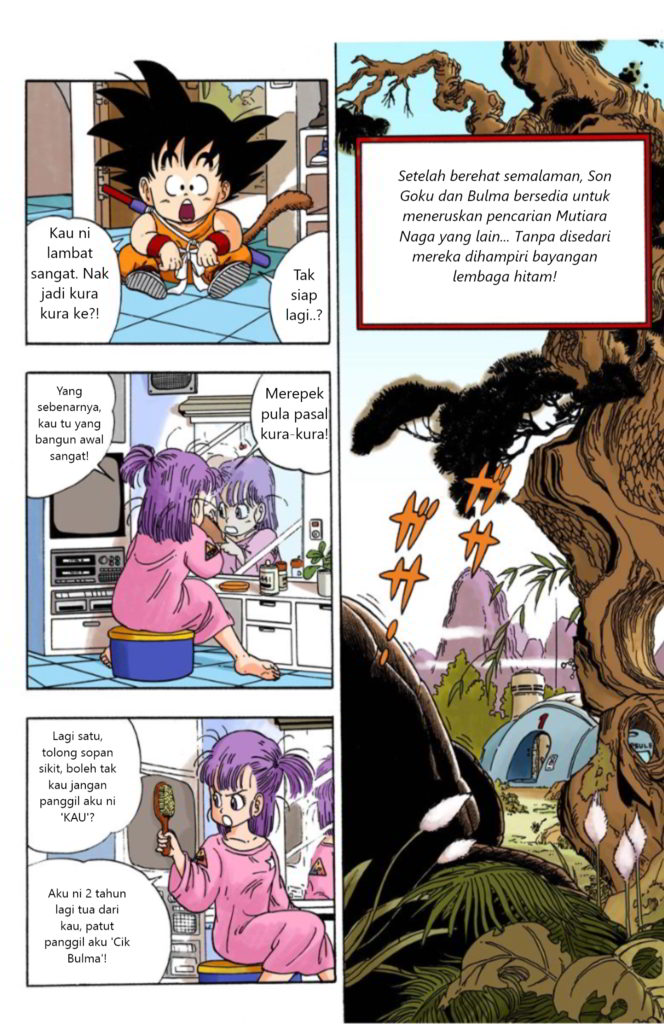 Setelah berehat semalaman, Son
Goku dan Bulma bersedia untuk
meneruskan pencarian Mutiara
Naga yang lain... Tanpa disedari
mereka dihampiri bayangan
lembaga hitam!
ガサ
ガサ
1
Tak
siap
lagi..?
Kau ni
lambat
sangat. Nak
jadi kura
kura ke?!
Merepek
pula pasal
kura-kura!
Yang
sebenarnya,
kau tu yang
bangun awal
sangat!
Lagi satu,
tolong sopan
sikit, boleh tak
kau jangan
panggil aku ni
'KAU'?
Aku ni 2 tahun
lagi tua dari
kau, patut
panggil aku 'Cik
Bulma'!